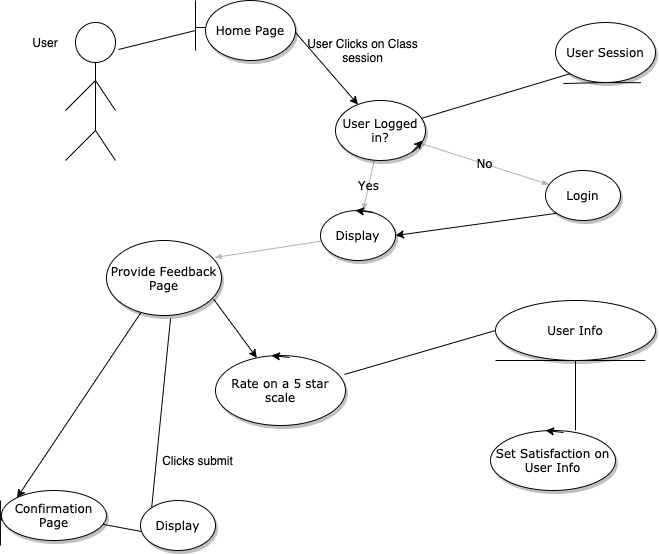 User
Home Page
User Clicks on Class
session
User Session
User Logged
in?
No
Yes
Login
Display
Provide Feedback
Page
User Info
Rate on a 5 star
scale
Set Satisfaction on
User Info
Clicks submit
Confirmation
Page
Display